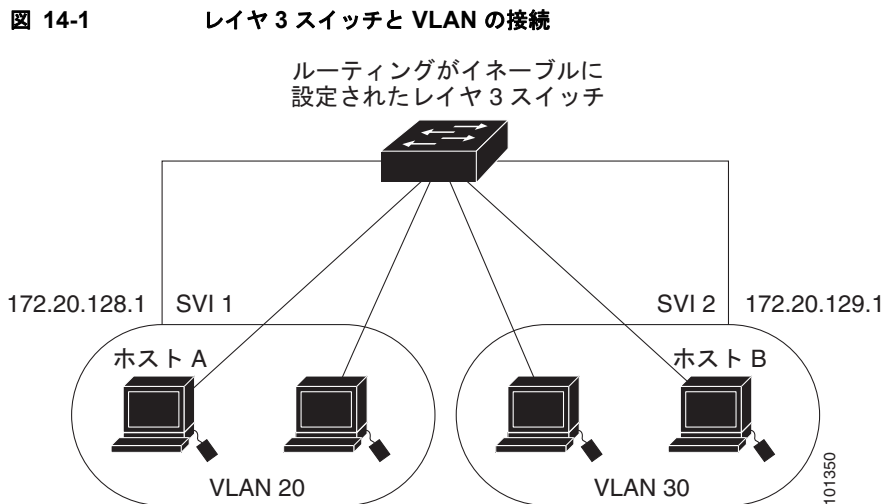 図 14-1 レイヤ 3 スイッチと VLAN の接続
ルーティングがイネーブルに
設定されたレイヤ 3 スイッチ
172.20.128.1 SVI 1 SVI 2 172.20.129.1
ホスト A ホスト B
VLAN 20 VLAN 30
101350